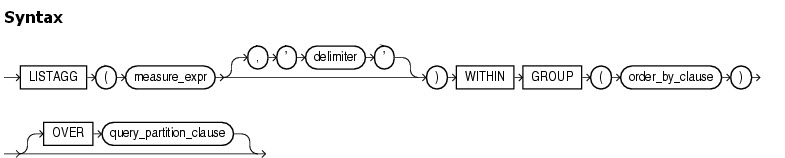 Syntax
, ' delimiter '
LISTAGG ( measure_expr ) WITHIN GROUP ( order_by_clause )
OVER query_partition_clause